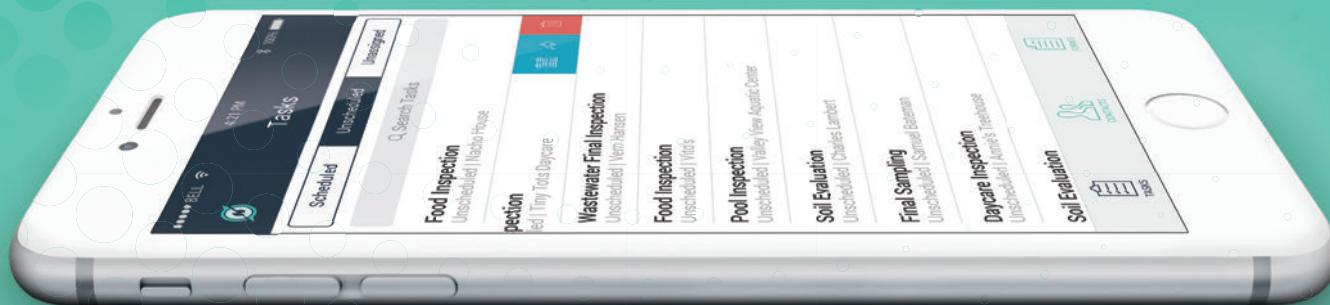 BELL
4:21 PM
100%
Tasks
Scheduled
Unscheduled
Unassigned
Search Tasks
Food Inspection
Unscheduled | Nacho House
pection
led | Tiny Tots Daycare
Wastewater Final Inspection
Unscheduled | Vern Hansen
Food Inspection
Unscheduled | Vito's
Pool Inspection
Unscheduled | Valley View Aquatic Center
Soil Evaluation
Unscheduled | Charles Lambert
Final Sampling
Unscheduled | Samuel Bateman
Daycare Inspection
Unscheduled | Annie's Treehouse
Soil Evaluation
TASKS
CONTACTS